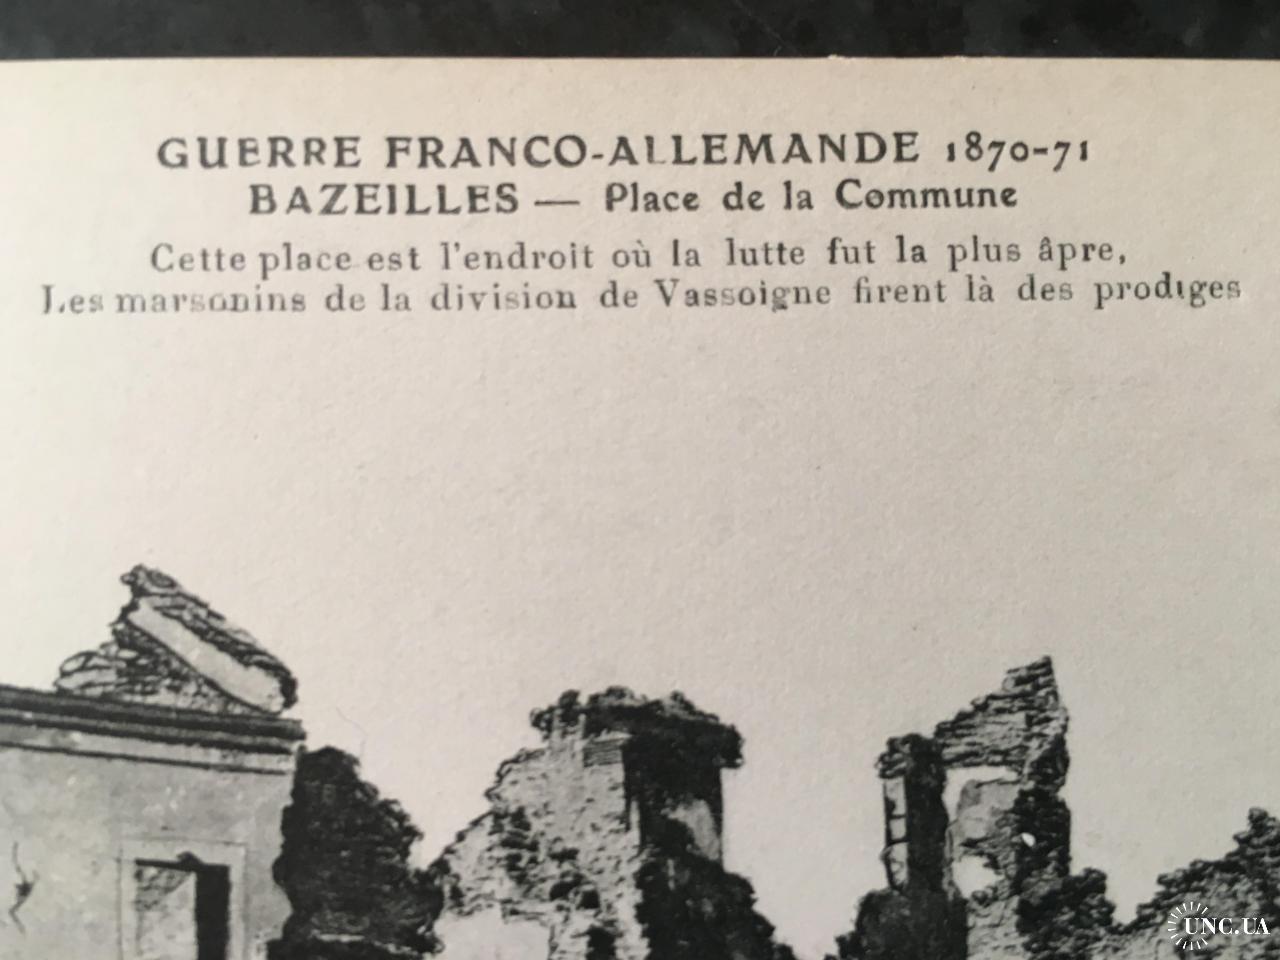 GUERRE FRANCO-ALLEMANDE 1870-71
BAZEILLES — Place de la Commune
Cette place est l'endroit où la lutte fut la plus âpre,
Les marsonins de la division de Vassoigne firent là des prodiges
UNC.UA